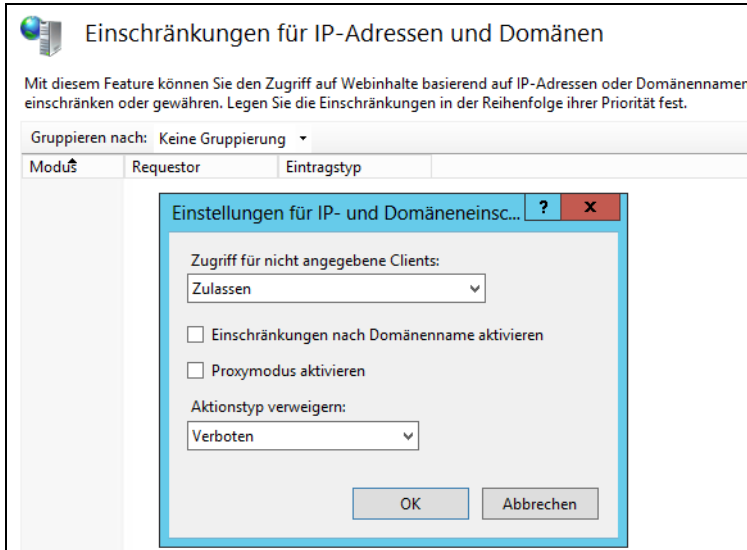 Einschränkungen für IP-Adressen und Domänen
Mit diesem Feature können Sie den Zugriff auf Webinhalte basierend auf IP-Adressen oder Domänennamen
einschränken oder gewähren. Legen Sie die Einschränkungen in der Reihenfolge ihrer Priorität fest.
Gruppieren nach: Keine Gruppierung
Modus Requestor Eintragstyp
Einstellungen für IP- und Domäneneinsc... ? x
Zugriff für nicht angegebene Clients:
Zulassen
Einschränkungen nach Domänenname aktivieren
Proxymodus aktivieren
Aktionstyp verweigern:
Verboten
OK Abbrechen